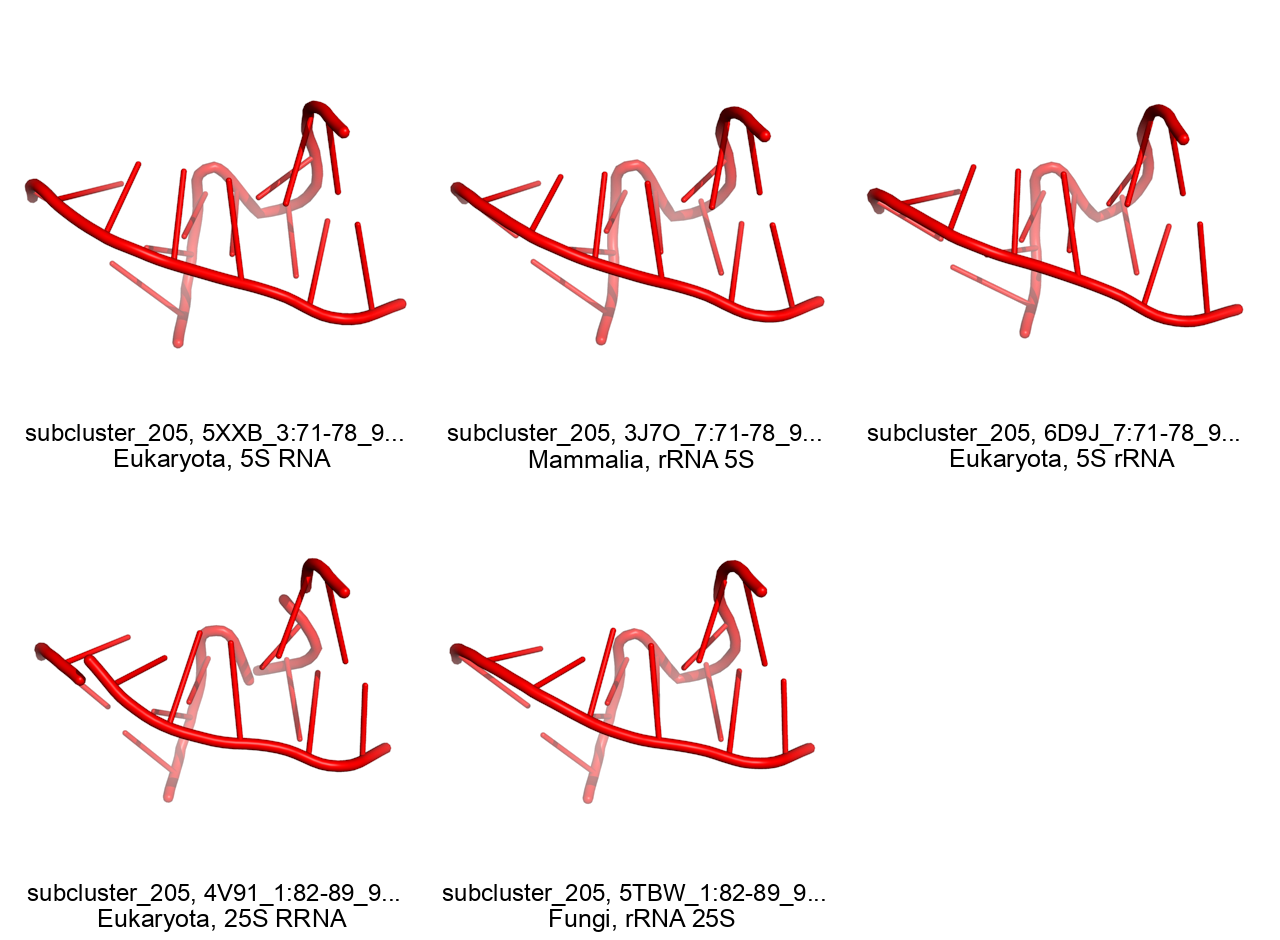 subcluster_205, 5XXB_3:71-78_9...
Eukaryota, 5S RNA
subcluster_205, 3J7O_7:71-78_9...
Mammalia, rRNA 5S
subcluster_205, 6D9J_7:71-78_9...
Eukaryota, 5S rRNA
subcluster_205, 4V91_1:82-89_9...
Eukaryota, 25S RRNA
subcluster_205, 5TBW_1:82-89_9...
Fungi, rRNA 25S